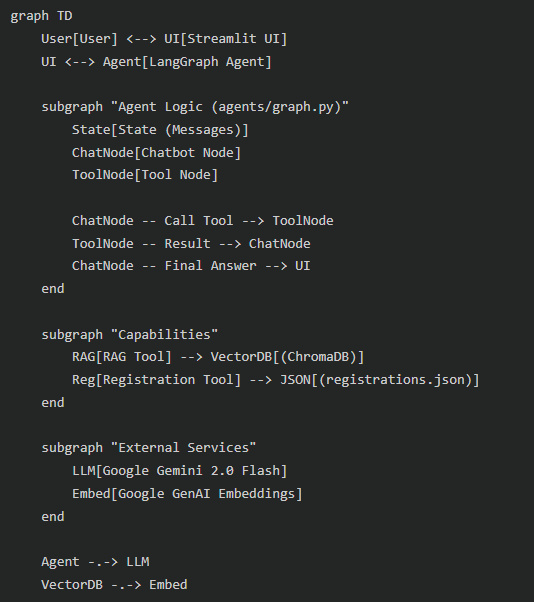 graph TD
    User[User] <--> UI[Streamlit UI]
    UI <--> Agent[LangGraph Agent]

    subgraph "Agent Logic (agents/graph.py)"
        State[State (Messages)]
        ChatNode[Chatbot Node]
        ToolNode[Tool Node]

        ChatNode -- Call Tool --> ToolNode
        ToolNode -- Result --> ChatNode
        ChatNode -- Final Answer --> UI
    end

    subgraph "Capabilities"
        RAG[RAG Tool] --> VectorDB[(ChromaDB)]
        Reg[Registration Tool] --> JSON[(registrations.json)]
    end

    subgraph "External Services"
        LLM[Google Gemini 2.0 Flash]
        Embed[Google GenAI Embeddings]
    end

    Agent -.-> LLM
    VectorDB -.-> Embed